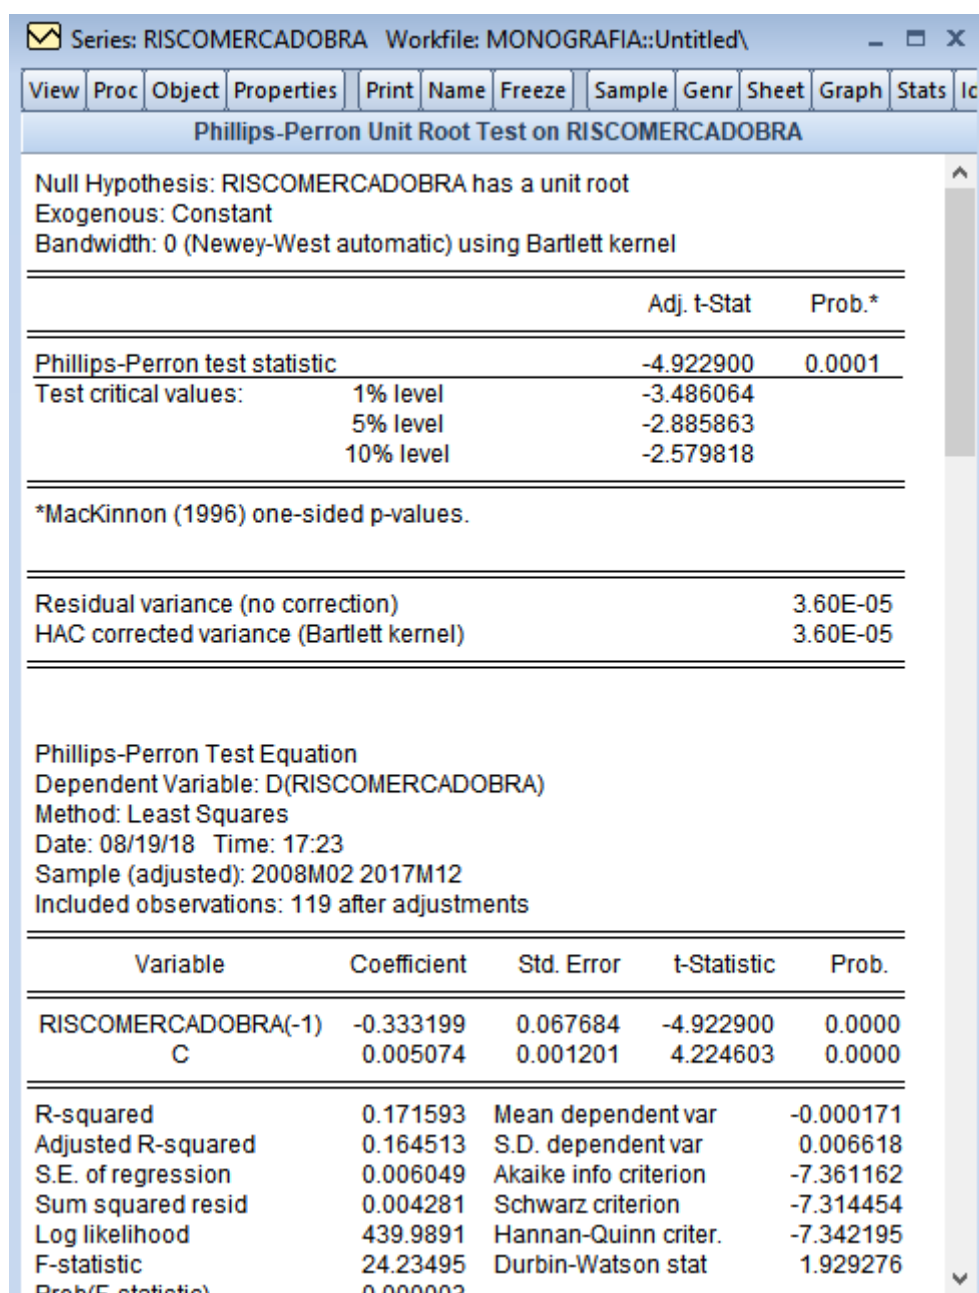 Series: RISCOMERCADOBRA Workfile: MONOGRAFIA::Untitled\
View Proc Object Properties Print Name Freeze Sample Genr Sheet Graph Stats Ic
Phillips-Perron Unit Root Test on RISCOMERCADOBRA
Null Hypothesis: RISCOMERCADOBRA has a unit root
Exogenous: Constant
Bandwidth: 0 (Newey-West automatic) using Bartlett kernel
Adj. t-Stat Prob.*
Phillips-Perron test statistic -4.922900 0.0001
Test critical values: 1% level -3.486064
5% level -2.885863
10% level -2.579818
*MacKinnon (1996) one-sided p-values.
Residual variance (no correction) 3.60E-05
HAC corrected variance (Bartlett kernel) 3.60E-05
Phillips-Perron Test Equation
Dependent Variable: D(RISCOMERCADOBRA)
Method: Least Squares
Date: 08/19/18 Time: 17:23
Sample (adjusted): 2008M02 2017M12
Included observations: 119 after adjustments
Variable Coefficient Std. Error t-Statistic Prob.
RISCOMERCADOBRA(-1) -0.333199 0.067684 -4.922900 0.0000
C 0.005074 0.001201 4.224603 0.0000
R-squared 0.171593 Mean dependent var -0.000171
Adjusted R-squared 0.164513 S.D. dependent var 0.006618
S.E. of regression 0.006049 Akaike info criterion -7.361162
Sum squared resid 0.004281 Schwarz criterion -7.314454
Log likelihood 439.9891 Hannan-Quinn criter. -7.342195
F-statistic 24.23495 Durbin-Watson stat 1.929276
Prob(F-statistic) 0.000003